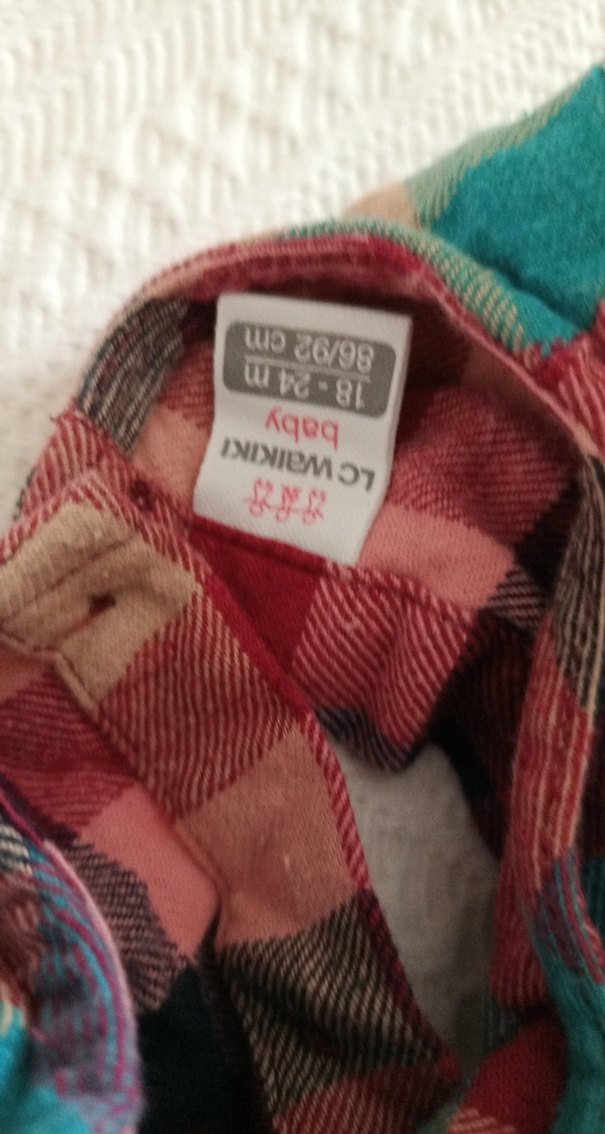 LC WAIKIKI
baby
18 - 24 m
86/92 cm